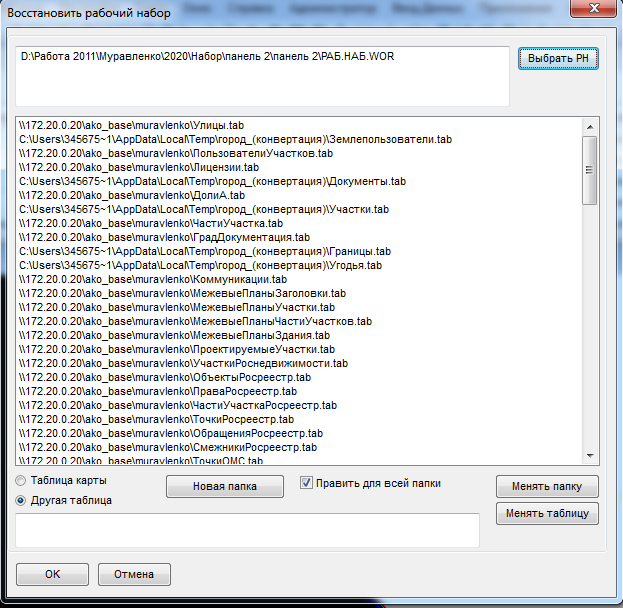 Восстановить рабочий набор
D:\Работа 2011\Муравленко\2020\Набор\панель 2\панель 2\РАБ.НАБ.WOR
Выбрать РН
\\172.20.0.20\ako_base\muravlenko\Улицы.tab
C:\Users\345675~1\AppData\Local\Temp\город_(конвертация)\Землепользователи.tab
\\172.20.0.20\ako_base\muravlenko\ПользователиУчастков.tab
\\172.20.0.20\ako_base\muravlenko\Лицензии.tab
C:\Users\345675~1\AppData\Local\Temp\город_(конвертация)\Документы.tab
\\172.20.0.20\ako_base\muravlenko\ДолиА.tab
C:\Users\345675~1\AppData\Local\Temp\город_(конвертация)\Участки.tab
\\172.20.0.20\ako_base\muravlenko\ЧастиУчастка.tab
\\172.20.0.20\ako_base\muravlenko\ГрадДокументация.tab
C:\Users\345675~1\AppData\Local\Temp\город_(конвертация)\Границы.tab
C:\Users\345675~1\AppData\Local\Temp\город_(конвертация)\Угодья.tab
\\172.20.0.20\ako_base\muravlenko\Коммуникации.tab
\\172.20.0.20\ako_base\muravlenko\МежевыеПланыЗаголовки.tab
\\172.20.0.20\ako_base\muravlenko\МежевыеПланыУчастки.tab
\\172.20.0.20\ako_base\muravlenko\МежевыеПланыЧастиУчастков.tab
\\172.20.0.20\ako_base\muravlenko\МежевыеПланыЗдания.tab
\\172.20.0.20\ako_base\muravlenko\ПроектируемыеУчастки.tab
\\172.20.0.20\ako_base\muravlenko\УчасткиРоснедвижимости.tab
\\172.20.0.20\ako_base\muravlenko\ОбъектыРосреестр.tab
\\172.20.0.20\ako_base\muravlenko\ПраваРосреестр.tab
\\172.20.0.20\ako_base\muravlenko\ЧастиУчасткаРосреестр.tab
\\172.20.0.20\ako_base\muravlenko\ТочкиРосреестр.tab
\\172.20.0.20\ako_base\muravlenko\ОбращенияРосреестр.tab
\\172.20.0.20\ako_base\muravlenko\СмежникиРосреестр.tab
\\172.20.0.20\ako_base\muravlenko\ТочкиОМС.tab
Таблица карты
Другая таблица
Новая папка
Править для всей папки
Менять папку
Менять таблицу
OK
Отмена